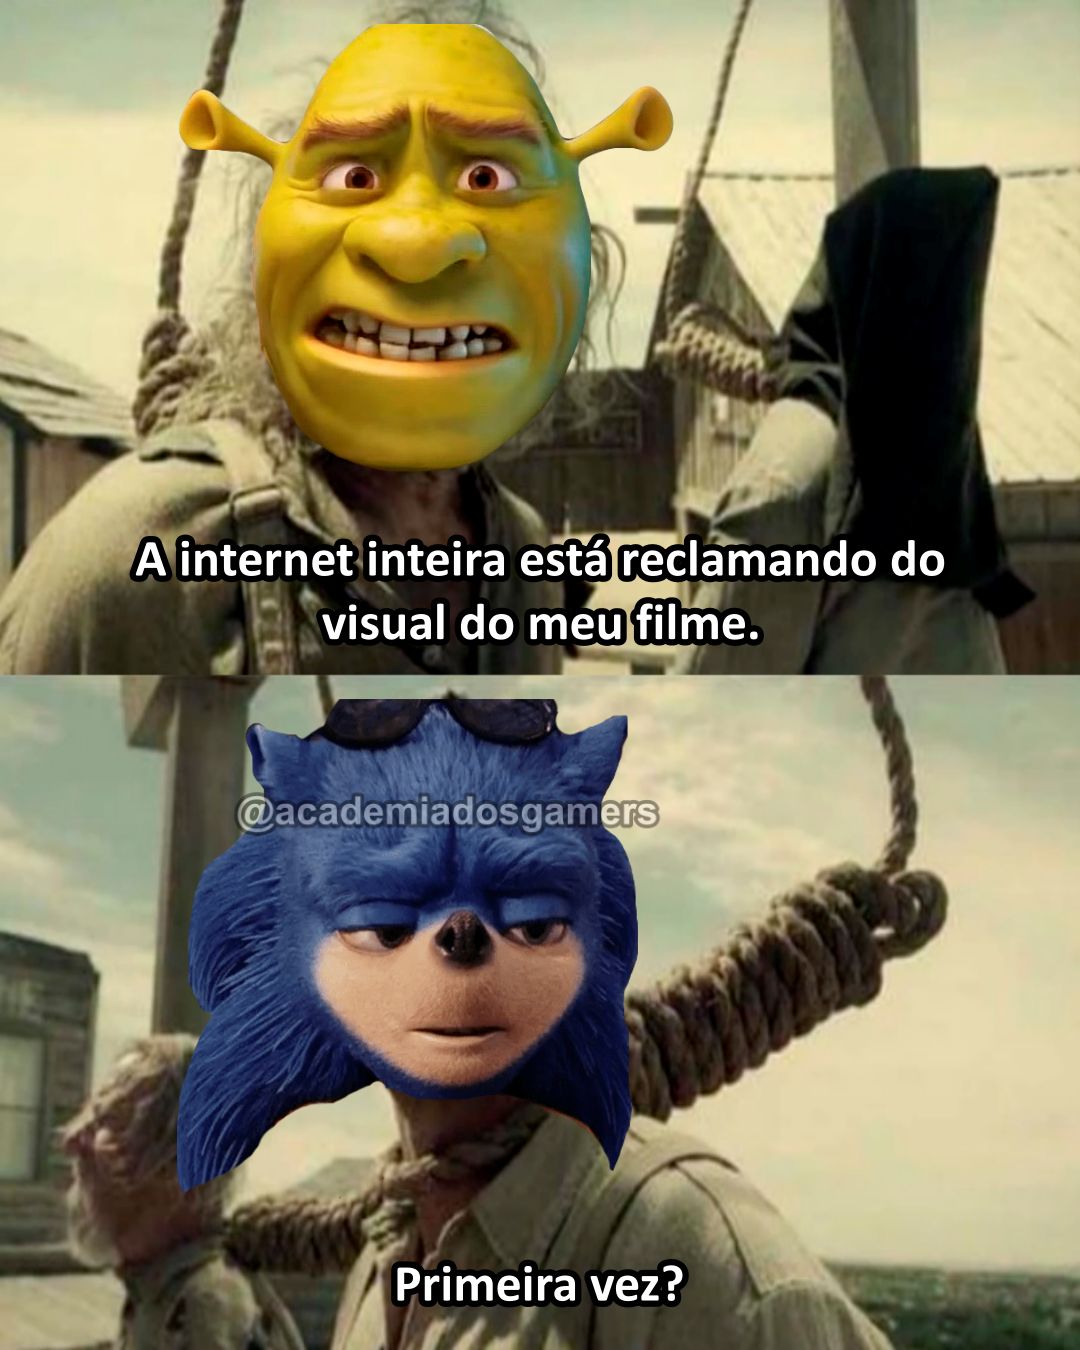 A internet inteira está reclamando do
visual do meu filme.
@academiadosgamers
Primeira vez?